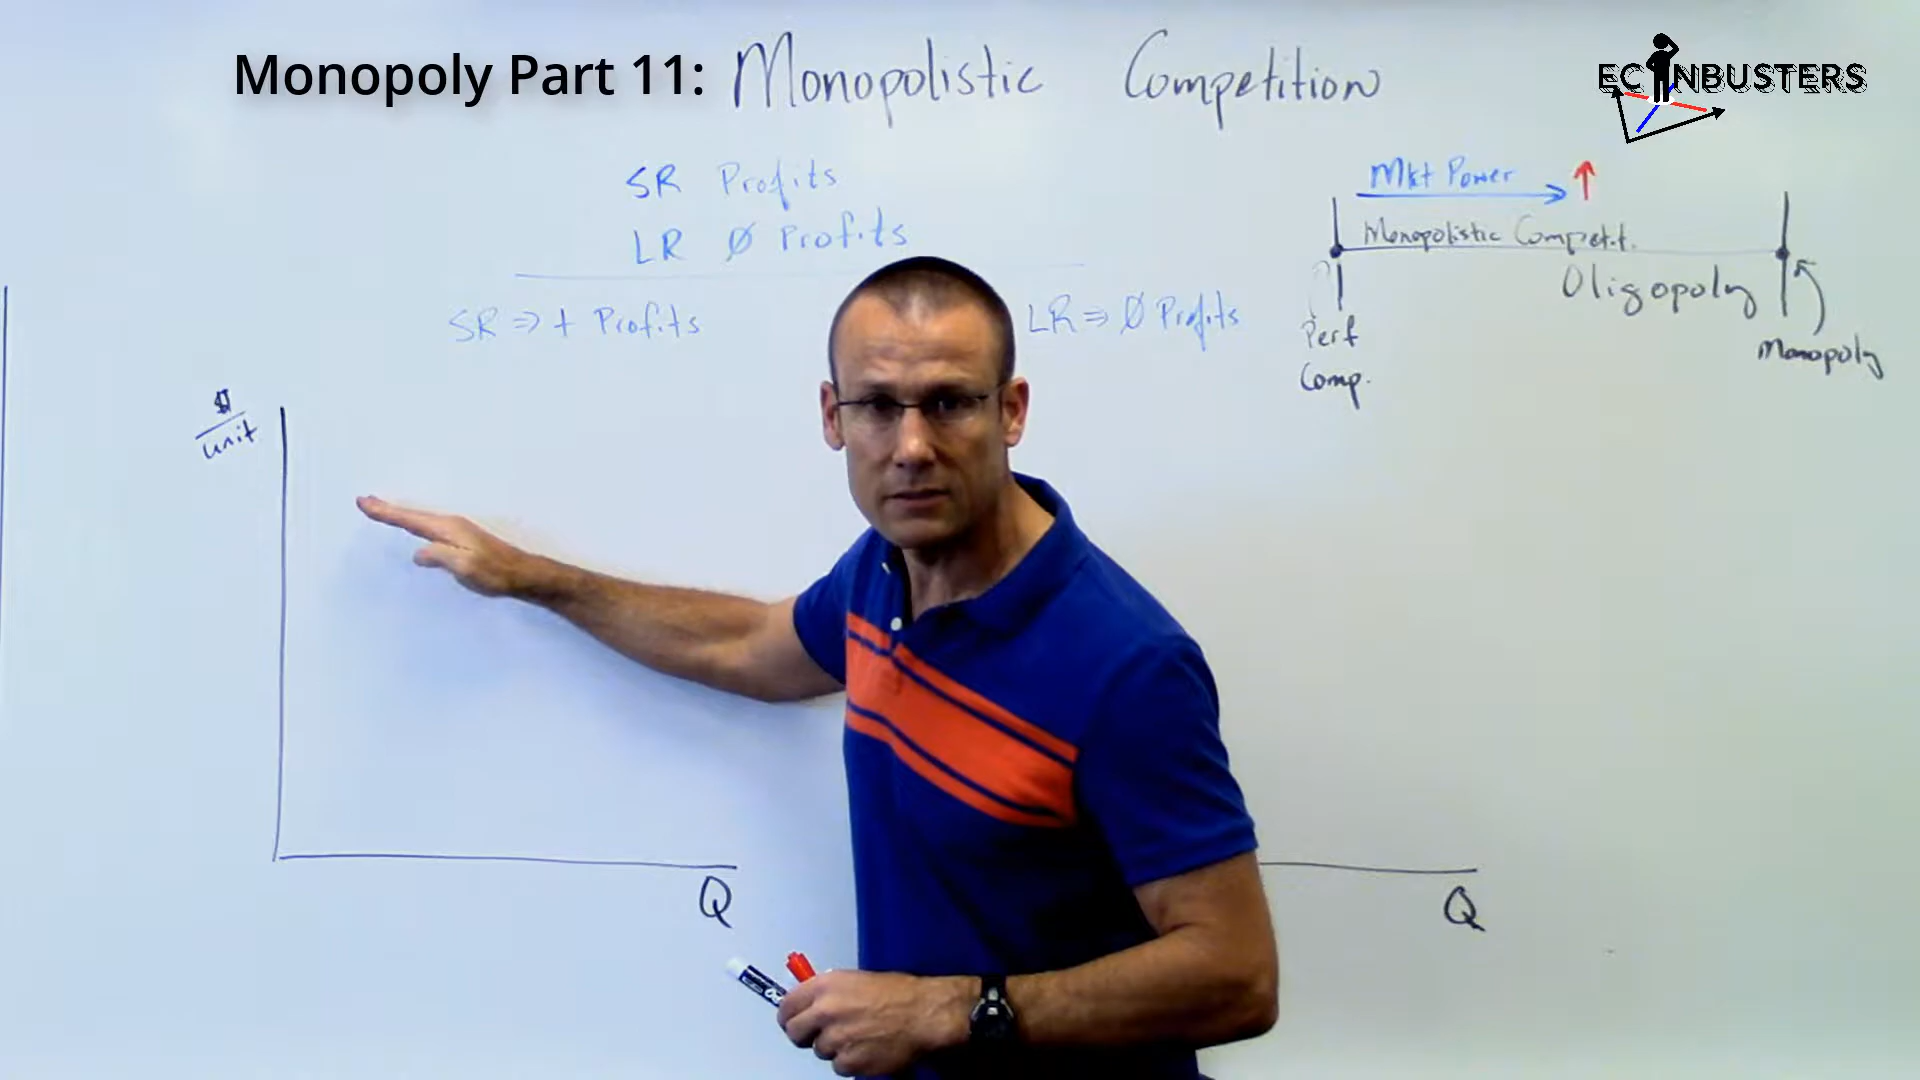 Monopoly Part 11: Monopolistic Competition
ECONBUSTERS
SR Profits
LR Ø Profits
SR ⇒ + Profits
LR ⇒ Ø Profits
Mkt Power ↑
Monopolistic Competit.
Oligopoly
Perf
Comp.
Monopoly
$
unit
Q
Q